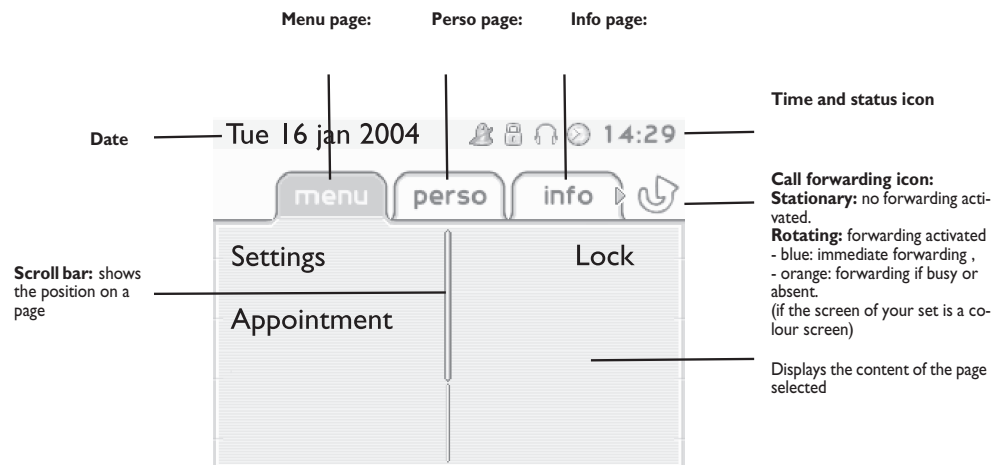 Menu page:
Perso page:
Info page:
Time and status icon
Date
Tue 16 jan 2004
14:29
Call forwarding icon:
Stationary: no forwarding acti-
vated.
Rotating: forwarding activated
- blue: immediate forwarding ,
- orange: forwarding if busy or
absent.
(if the screen of your set is a co-
lour screen)
menu
perso
info
Scroll bar: shows
the position on a
page
Settings
Lock
Appointment
Displays the content of the page
selected